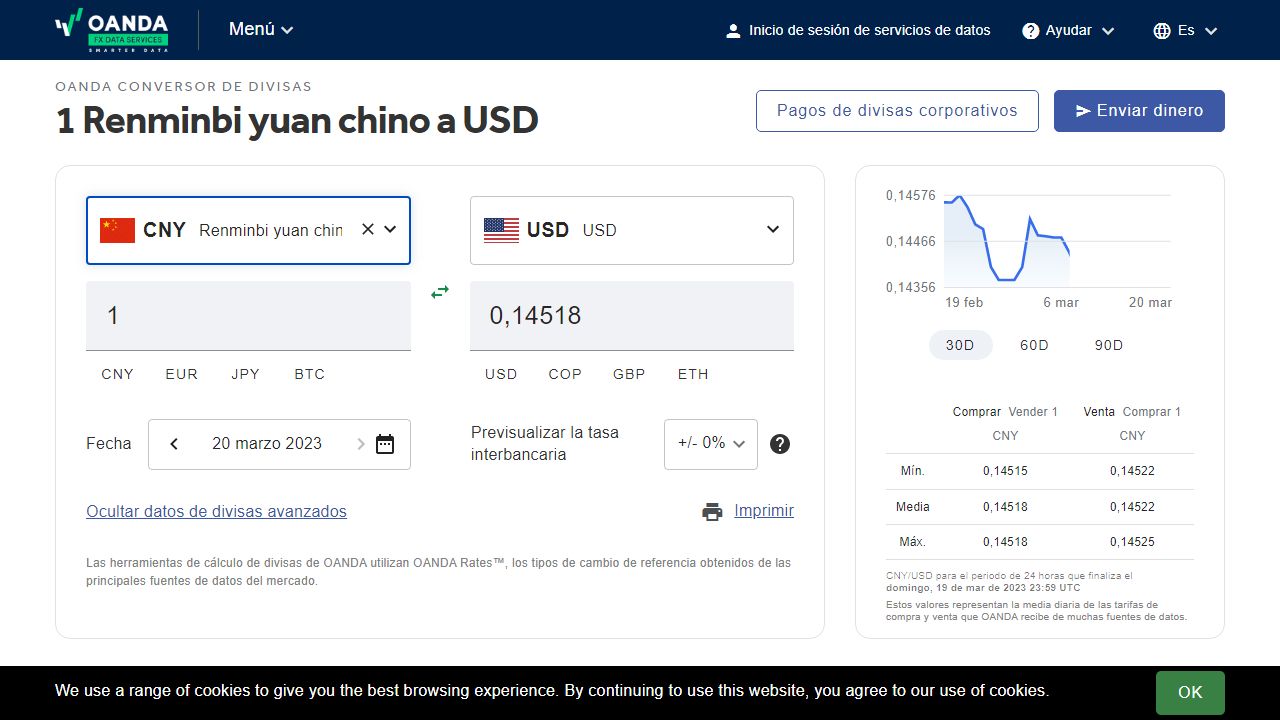 OANDA
FX DATA SERVICES
SMARTER DATA
Menú
Inicio de sesión de servicios de datos
Ayudar
Es
OANDA CONVERSOR DE DIVISAS
1 Renminbi yuan chino a USD
Pagos de divisas corporativos
Enviar dinero
CNY Renminbi yuan chin
USD USD
1
0,14518
CNY EUR JPY BTC
USD COP GBP ETH
Fecha
20 marzo 2023
Previsualizar la tasa
interbancaria
+/- 0%
Ocultar datos de divisas avanzados
Imprimir
Las herramientas de cálculo de divisas de OANDA utilizan OANDA Rates™, los tipos de cambio de referencia obtenidos de las
principales fuentes de datos del mercado.
0,14576
0,14466
0,14356
19 feb 6 mar 20 mar
30D 60D 90D
Comprar Vender 1 Venta Comprar 1
CNY CNY
Mín. 0,14515 0,14522
Media 0,14518 0,14522
Máx. 0,14518 0,14525
CNY/USD para el periodo de 24 horas que finaliza el
domingo, 19 de mar de 2023 23:59 UTC
Estos valores representan la media diaria de las tarifas de
compra y venta que OANDA recibe de muchas fuentes de datos.
We use a range of cookies to give you the best browsing experience. By continuing to use this website, you agree to our use of cookies.
OK